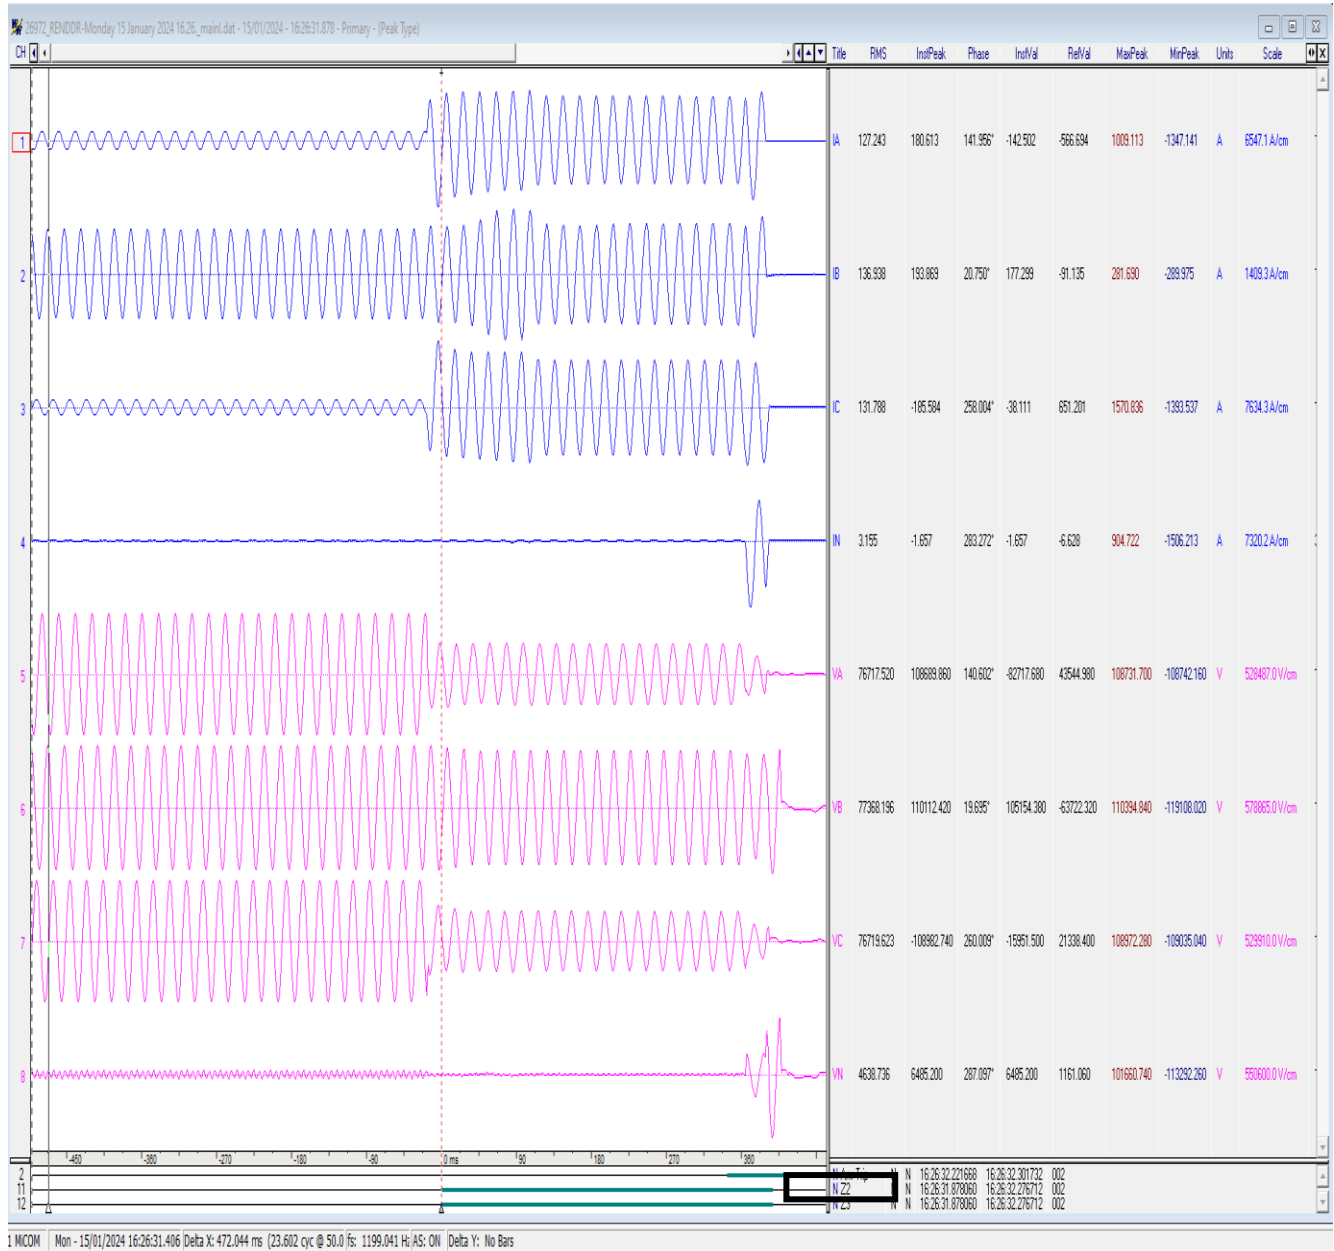 26972_RENDDR-Monday 15 January 2024 16.26._mainl.dat - 15/01/2024 - 16:26:31.878 - Primary - (Peak Type)
CH Title RMS InstPeak Phase InstVal RefVal MaxPeak MinPeak Units Scale
1 IA 127.243 180.613 141.956° -142.502 -566.694 1009.113 -1347.141 A 6547.1 A/cm
2 IB 136.938 193.869 20.750° 177.299 -91.135 281.690 -289.975 A 1409.3 A/cm
3 IC 131.788 -185.584 258.004° -38.111 651.201 1570.836 -1393.537 A 7634.3 A/cm
4 IN 3.155 -1.657 283.272° -1.657 -6.628 904.722 -1506.213 A 7320.2 A/cm
5 VA 76717.520 108689.860 140.602° -82717.680 43544.980 108731.700 -108742.160 V 528487.0 V/cm
6 VB 77368.196 110112.420 19.695° 105154.380 -63722.320 110394.840 -119108.020 V 578865.0 V/cm
7 VC 76719.623 -108982.740 260.009° -15951.500 21338.400 108972.280 -109035.040 V 529910.0 V/cm
8 VN 4638.736 6485.200 287.097° 6485.200 1161.060 101660.740 -113292.260 V 550600.0 V/cm
-450 -360 -270 -180 -90 0 ms 90 180 270 360
2 N N 16:26:32.221668 16:26:32.301732 002
11 N Z2 N 16:26:31.878060 16:26:32.276712 002
12 N Z3 N N 16:26:31.878060 16:26:32.276712 002
1 MICOM Mon - 15/01/2024 16:26:31.406 Delta X: 472.044 ms (23.602 cyc @ 50.0 fs: 1199.041 Hz AS: ON Delta Y: No Bars